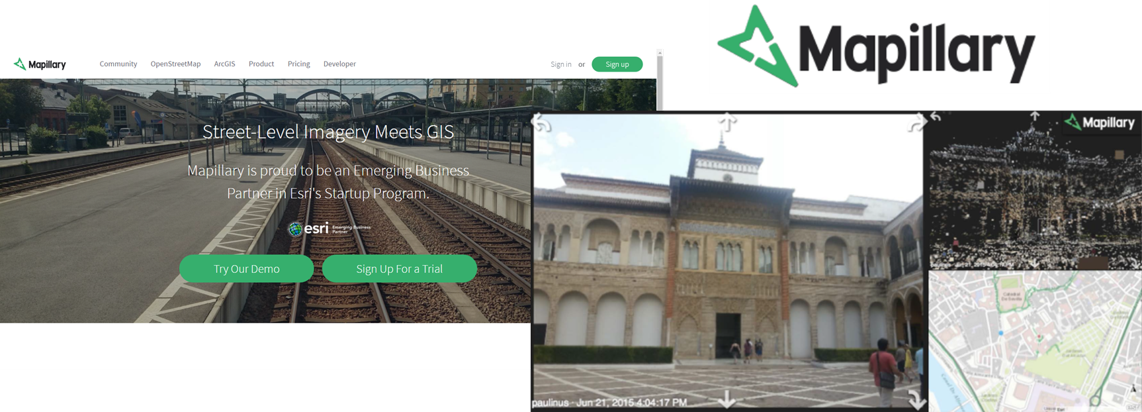 Mapillary
Mapillary
Community OpenStreetMap ArcGIS Product Pricing Developer
Sign in or Sign up
Street-Level Imagery Meets GIS
Mapillary is proud to be an Emerging Business
Partner in Esri's Startup Program.
esri Emerging Business
Partner
Try Our Demo
Sign Up For a Trial
Mapillary
paulinus - Jun 21, 2015 4:04:17 PM